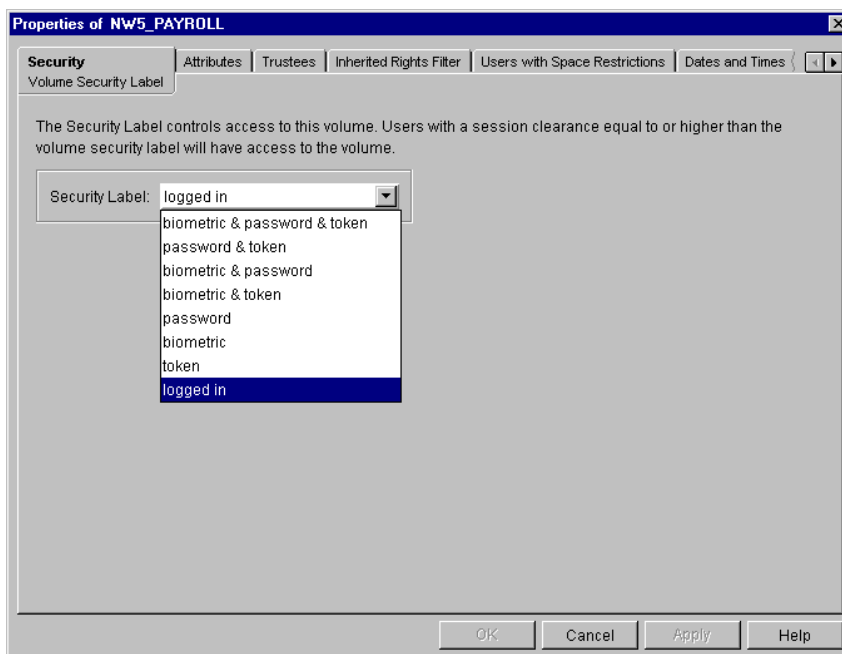 Properties of NW5_PAYROLL
Security
Attributes
Trustees
Inherited Rights Filter
Users with Space Restrictions
Dates and Times
Volume Security Label
The Security Label controls access to this volume. Users with a session clearance equal to or higher than the
volume security label will have access to the volume.
Security Label: logged in
biometric & password & token
password & token
biometric & password
biometric & token
password
biometric
token
logged in
OK
Cancel
Apply
Help